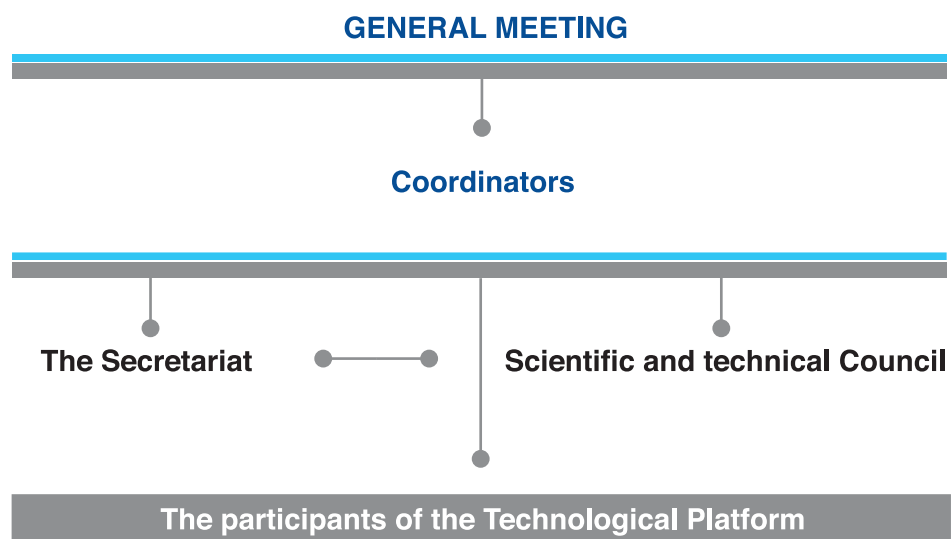 GENERAL MEETING
Coordinators
The Secretariat
Scientific and technical Council
The participants of the Technological Platform